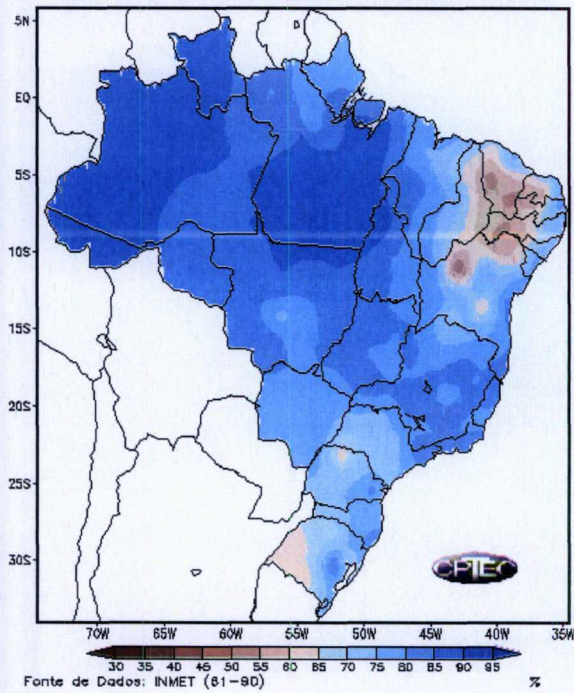 5N
EQ
5S
10S
15S
20S
25S
30S
70W 65W 60W 55W 50W 45W 40W 35W
CPTEC
30 35 40 45 50 55 60 65 70 75 80 85 90 95
Fonte de Dados: INMET (61-90) %